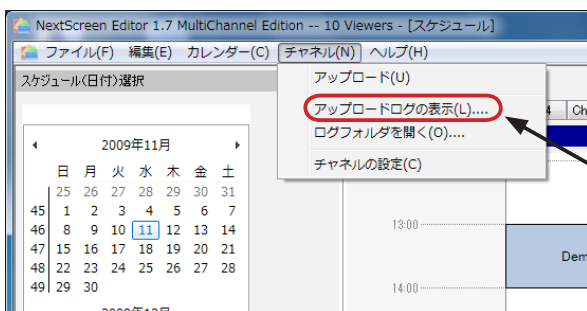 NextScreen Editor 1.7 MultiChannel Edition -- 10 Viewers - [スケジュール]
ファイル(F) 編集(E) カレンダー(C) チャネル(N) ヘルプ(H)
スケジュール(日付)選択
アップロード(U)
アップロードログの表示(L)....
ログフォルダを開く(O)....
チャネルの設定(C)
4 Ch
2009年11月
日 月 火 水 木 金 土
25 26 27 28 29 30 31
45 1 2 3 4 5 6 7
46 8 9 10 11 12 13 14
47 15 16 17 18 19 20 21
48 22 23 24 25 26 27 28
49 29 30
13:00
Dem
14:00